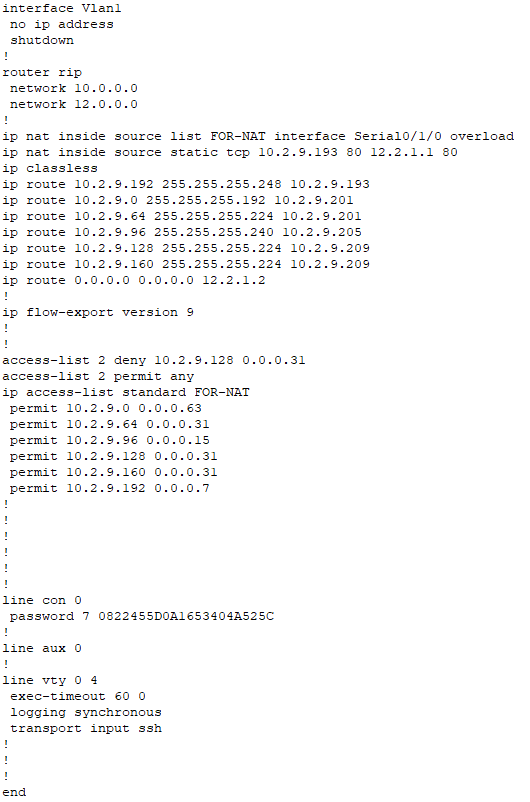 interface Vlan1
 no ip address
 shutdown
!
router rip
 network 10.0.0.0
 network 12.0.0.0
!
ip nat inside source list FOR-NAT interface Serial0/1/0 overload
ip nat inside source static tcp 10.2.9.193 80 12.2.1.1 80
ip classless
ip route 10.2.9.192 255.255.255.248 10.2.9.193
ip route 10.2.9.0 255.255.255.192 10.2.9.201
ip route 10.2.9.64 255.255.255.224 10.2.9.201
ip route 10.2.9.96 255.255.255.240 10.2.9.205
ip route 10.2.9.128 255.255.255.224 10.2.9.209
ip route 10.2.9.160 255.255.255.224 10.2.9.209
ip route 0.0.0.0 0.0.0.0 12.2.1.2
!
ip flow-export version 9
!
!
access-list 2 deny 10.2.9.128 0.0.0.31
access-list 2 permit any
ip access-list standard FOR-NAT
 permit 10.2.9.0 0.0.0.63
 permit 10.2.9.64 0.0.0.31
 permit 10.2.9.96 0.0.0.15
 permit 10.2.9.128 0.0.0.31
 permit 10.2.9.160 0.0.0.31
 permit 10.2.9.192 0.0.0.7
!
!
!
!
!
!
line con 0
 password 7 0822455D0A1653404A525C
!
line aux 0
!
line vty 0 4
 exec-timeout 60 0
 logging synchronous
 transport input ssh
!
!
!
end